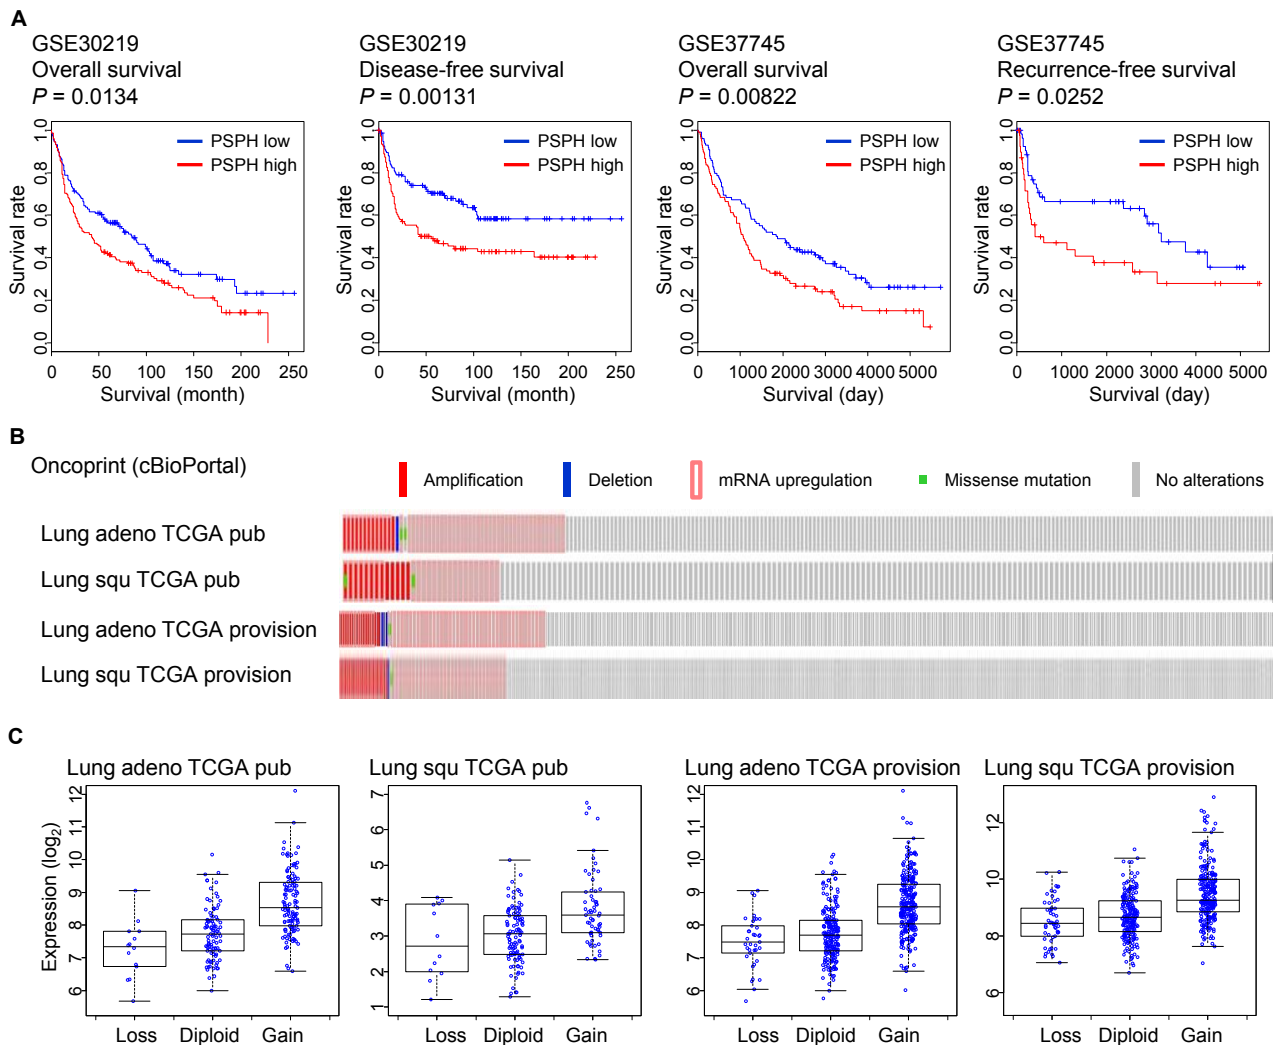 A
GSE30219
Overall survival
P = 0.0134
GSE30219
Disease-free survival
P = 0.00131
GSE37745
Overall survival
P = 0.00822
GSE37745
Recurrence-free survival
P = 0.0252
Survival rate
0.0 0.2 0.4 0.6 0.8 1.0
PSPH low
PSPH high
0 50 100 150 200 250
Survival (month)
Survival rate
0.0 0.2 0.4 0.6 0.8 1.0
PSPH low
PSPH high
0 50 100 150 200 250
Survival (month)
Survival rate
0.0 0.2 0.4 0.6 0.8 1.0
PSPH low
PSPH high
0 1000 2000 3000 4000 5000
Survival (day)
Survival rate
0.0 0.2 0.4 0.6 0.8 1.0
PSPH low
PSPH high
0 1000 2000 3000 4000 5000
Survival (day)
B
Oncoprint (cBioPortal)
Amplification Deletion mRNA upregulation Missense mutation No alterations
Lung adeno TCGA pub
Lung squ TCGA pub
Lung adeno TCGA provision
Lung squ TCGA provision
C
Lung adeno TCGA pub
Expression (log₂)
6 7 8 9 10 11 12
Loss Diploid Gain
Lung squ TCGA pub
1 2 3 4 5 6 7
Loss Diploid Gain
Lung adeno TCGA provision
6 7 8 9 10 11 12
Loss Diploid Gain
Lung squ TCGA provision
6 8 10 12
Loss Diploid Gain